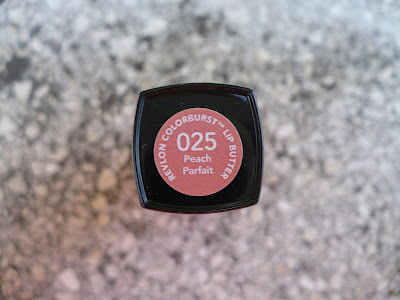 REVLON COLORBURST™ LIP BUTTER
025
Peach
Parfait